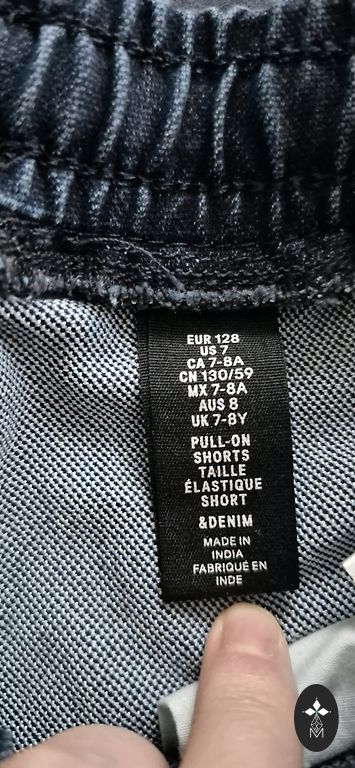 EUR 128
US 7
CA 7-8A
CN 130/59
MX 7-8A
AUS 8
UK 7-8Y
PULL-ON
SHORTS
TAILLE
ÉLASTIQUE
SHORT
&DENIM
MADE IN
INDIA
FABRIQUÉ EN
INDE